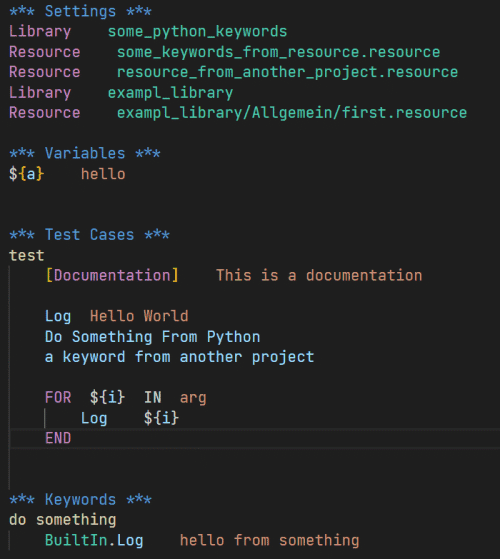 *** Settings ***
Library    some_python_keywords
Resource    some_keywords_from_resource.resource
Resource    resource_from_another_project.resource
Library    exampl_library
Resource    exampl_library/Allgemein/first.resource
*** Variables ***
${a}    hello
*** Test Cases ***
test
[Documentation]    This is a documentation
Log  Hello World
Do Something From Python
a keyword from another project
FOR  ${i}  IN  arg
Log    ${i}
END
*** Keywords ***
do something
BuiltIn.Log    hello from something